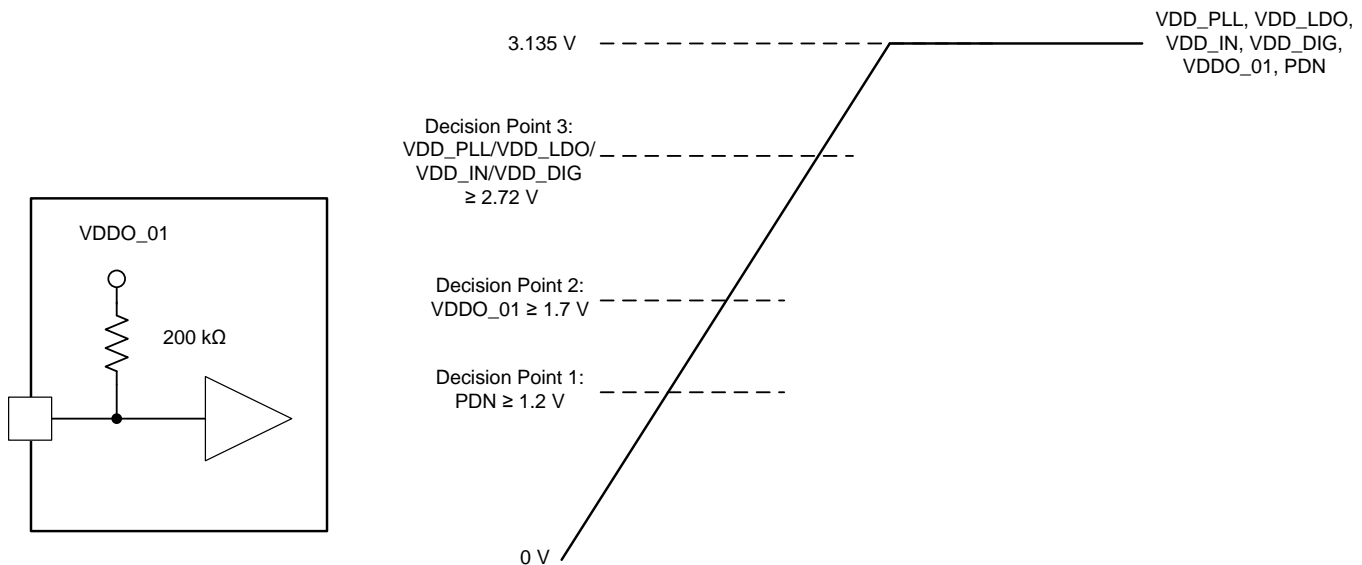 VDDO_01
200 kΩ
3.135 V
VDD_PLL, VDD_LDO,
VDD_IN, VDD_DIG,
VDDO_01, PDN
Decision Point 3:
VDD_PLL/VDD_LDO/
VDD_IN/VDD_DIG
≥ 2.72 V
Decision Point 2:
VDDO_01 ≥ 1.7 V
Decision Point 1:
PDN ≥ 1.2 V
0 V